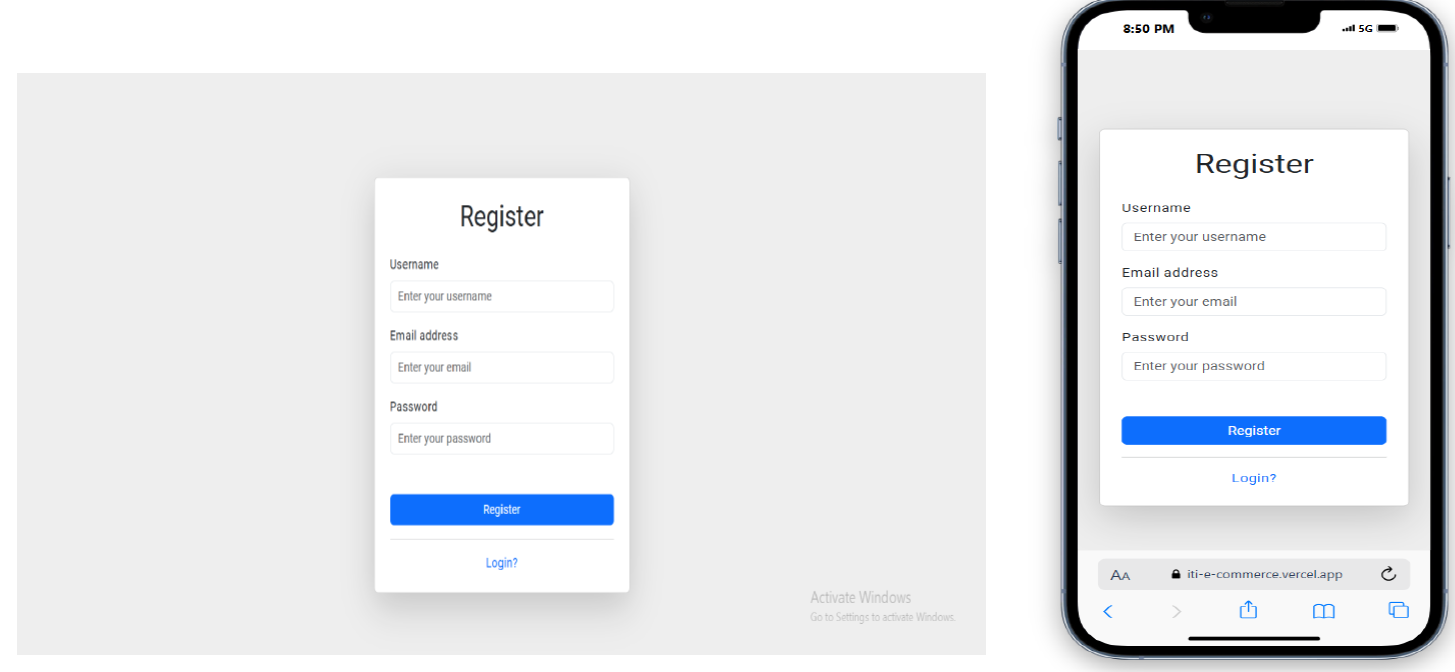 Register
Username
Enter your username
Email address
Enter your email
Password
Enter your password
Register
Login?
Activate Windows
Go to Settings to activate Windows.
8:50 PM
5G
Register
Username
Enter your username
Email address
Enter your email
Password
Enter your password
Register
Login?
AA iti-e-commerce.vercel.app